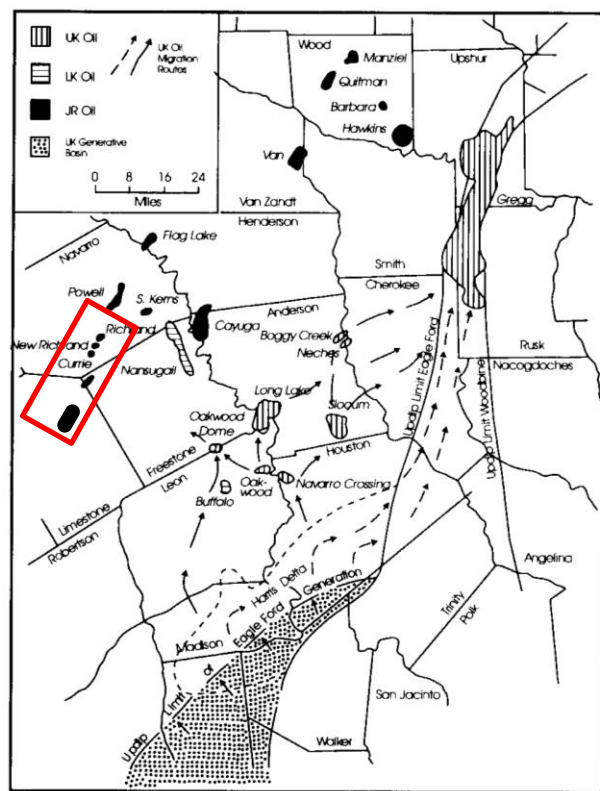 UK Oil
LK Oil
JR Oil
UK Generative
Basin
UK Oil
Migration
Routes
0 8 16 24
Miles
Wood
Manziel
Upshur
Quitman
Barbara
Hawkins
Van
Van Zandt
Henderson
Gregg
Navarro
Flag Lake
Smith
Cherokee
Powell
S. Kerns
Anderson
Richland
Cayuga
New Richland
Boggy Creek
Neches
Currie
Nansugail
Rusk
Nacogdoches
Long Lake
Slocum
Oakwood
Dome
Updip Limit Eagle Ford
Updip Limit Woodbine
Freestone
Leon
Houston
Oak-
wood
Navarro Crossing
Buffalo
Limestone
Robertson
Angelina
Harris Delta
Trinity
Polk
Madison
Updip Limit of Eagle Ford Generation
San Jacinto
Walker